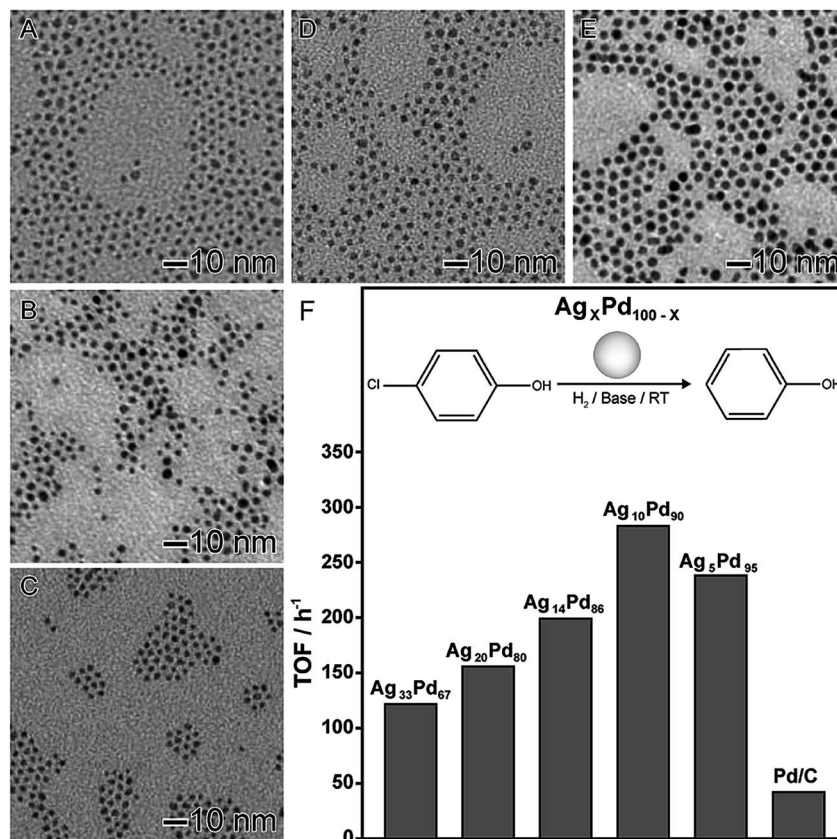 A
10 nm
D
10 nm
E
10 nm
B
10 nm
C
10 nm
F
AgXPd100 - X
Cl
OH
H2 / Base / RT
OH
TOF / h-1
350
300
250
200
150
100
50
0
Ag33Pd67
Ag20Pd80
Ag14Pd86
Ag10Pd90
Ag5Pd95
Pd/C